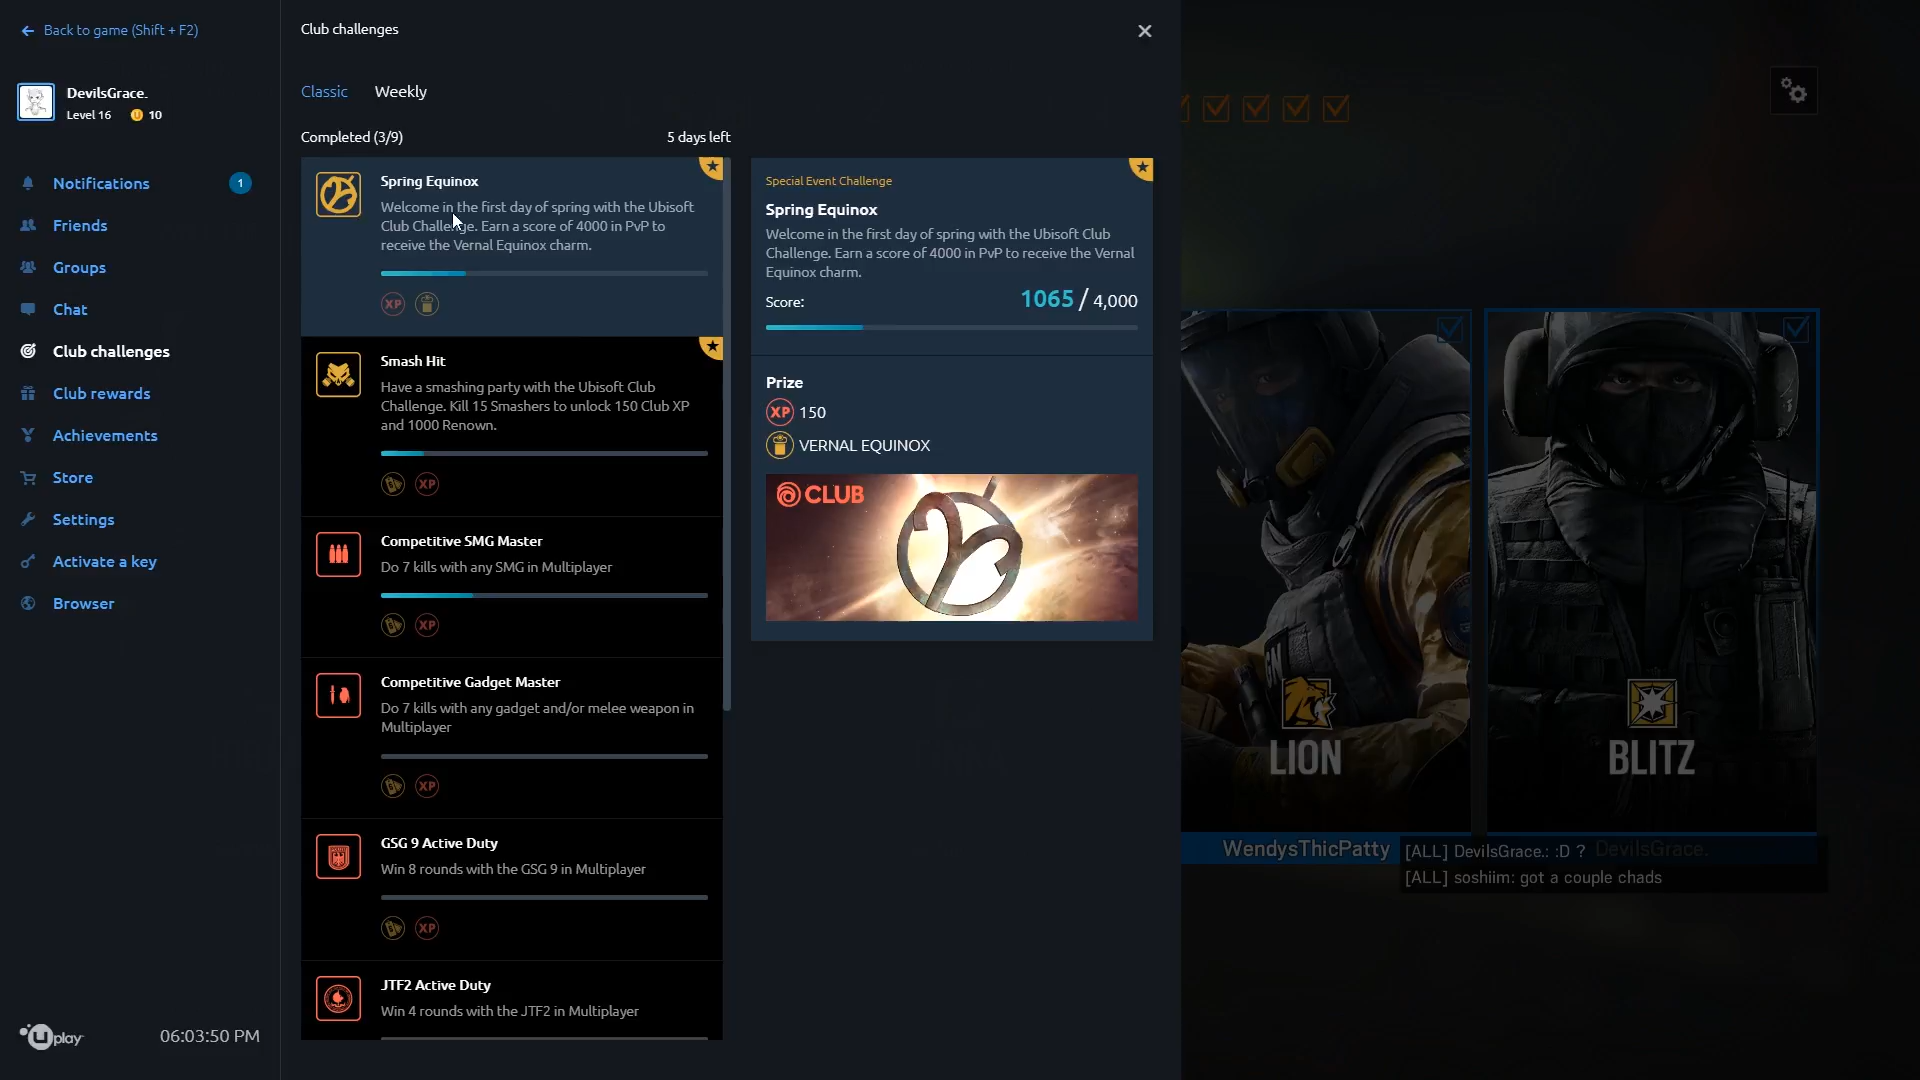 Back to game (Shift + F2)
DevilsGrace.
Level 16
10
Notifications
1
Friends
Groups
Chat
Club challenges
Club rewards
Achievements
Store
Settings
Activate a key
Browser
Uplay
06:03:50 PM
Club challenges
Classic
Weekly
Completed (3/9)
5 days left
Spring Equinox
Welcome in the first day of spring with the Ubisoft
Club Challenge. Earn a score of 4000 in PvP to
receive the Vernal Equinox charm.
XP
Smash Hit
Have a smashing party with the Ubisoft Club
Challenge. Kill 15 Smashers to unlock 150 Club XP
and 1000 Renown.
XP
Competitive SMG Master
Do 7 kills with any SMG in Multiplayer
XP
Competitive Gadget Master
Do 7 kills with any gadget and/or melee weapon in
Multiplayer
XP
GSG 9 Active Duty
Win 8 rounds with the GSG 9 in Multiplayer
XP
JTF2 Active Duty
Win 4 rounds with the JTF2 in Multiplayer
Special Event Challenge
Spring Equinox
Welcome in the first day of spring with the Ubisoft Club
Challenge. Earn a score of 4000 in PvP to receive the Vernal
Equinox charm.
Score:
1065 / 4,000
Prize
XP 150
VERNAL EQUINOX
CLUB
LION
BLITZ
WendysThicPatty
DevilsGrace.
[ALL] DevilsGrace.: :D ?
[ALL] soshiim: got a couple chads